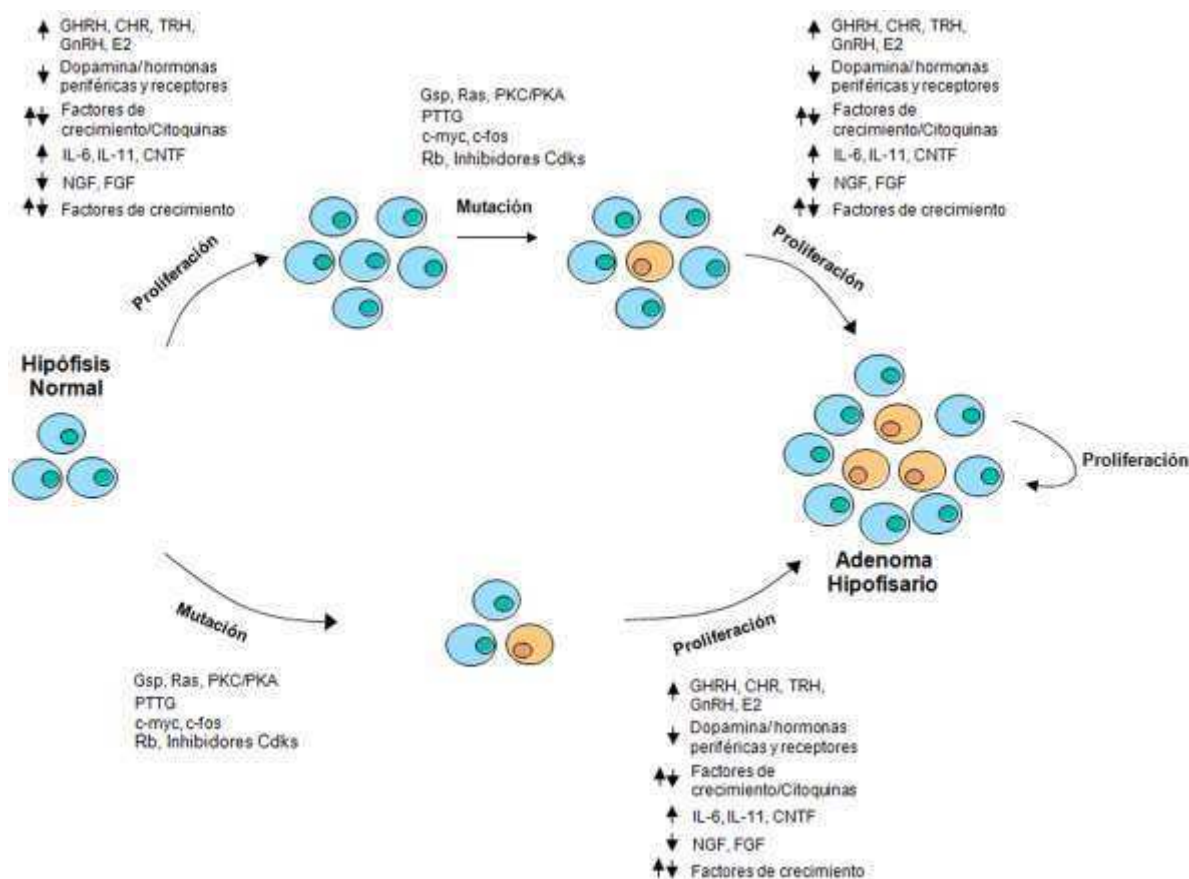 GHRH, CHR, TRH,
GnRH, E2
Dopamina/hormonas
periféricas y receptores
Factores de
crecimiento/Citoquinas
IL-6, IL-11, CNTF
NGF, FGF
Factores de crecimiento
Proliferación
Gsp, Ras, PKC/PKA
PTTG
c-myc, c-fos
Rb, Inhibidores Cdks
Mutación
GHRH, CHR, TRH,
GnRH, E2
Dopamina/hormonas
periféricas y receptores
Factores de
crecimiento/Citoquinas
IL-6, IL-11, CNTF
NGF, FGF
Factores de crecimiento
Proliferación
Hipófisis
Normal
Proliferación
Adenoma
Hipofisario
Mutación
Gsp, Ras, PKC/PKA
PTTG
c-myc, c-fos
Rb, Inhibidores Cdks
Proliferación
GHRH, CHR, TRH,
GnRH, E2
Dopamina/hormonas
periféricas y receptores
Factores de
crecimiento/Citoquinas
IL-6, IL-11, CNTF
NGF, FGF
Factores de crecimiento